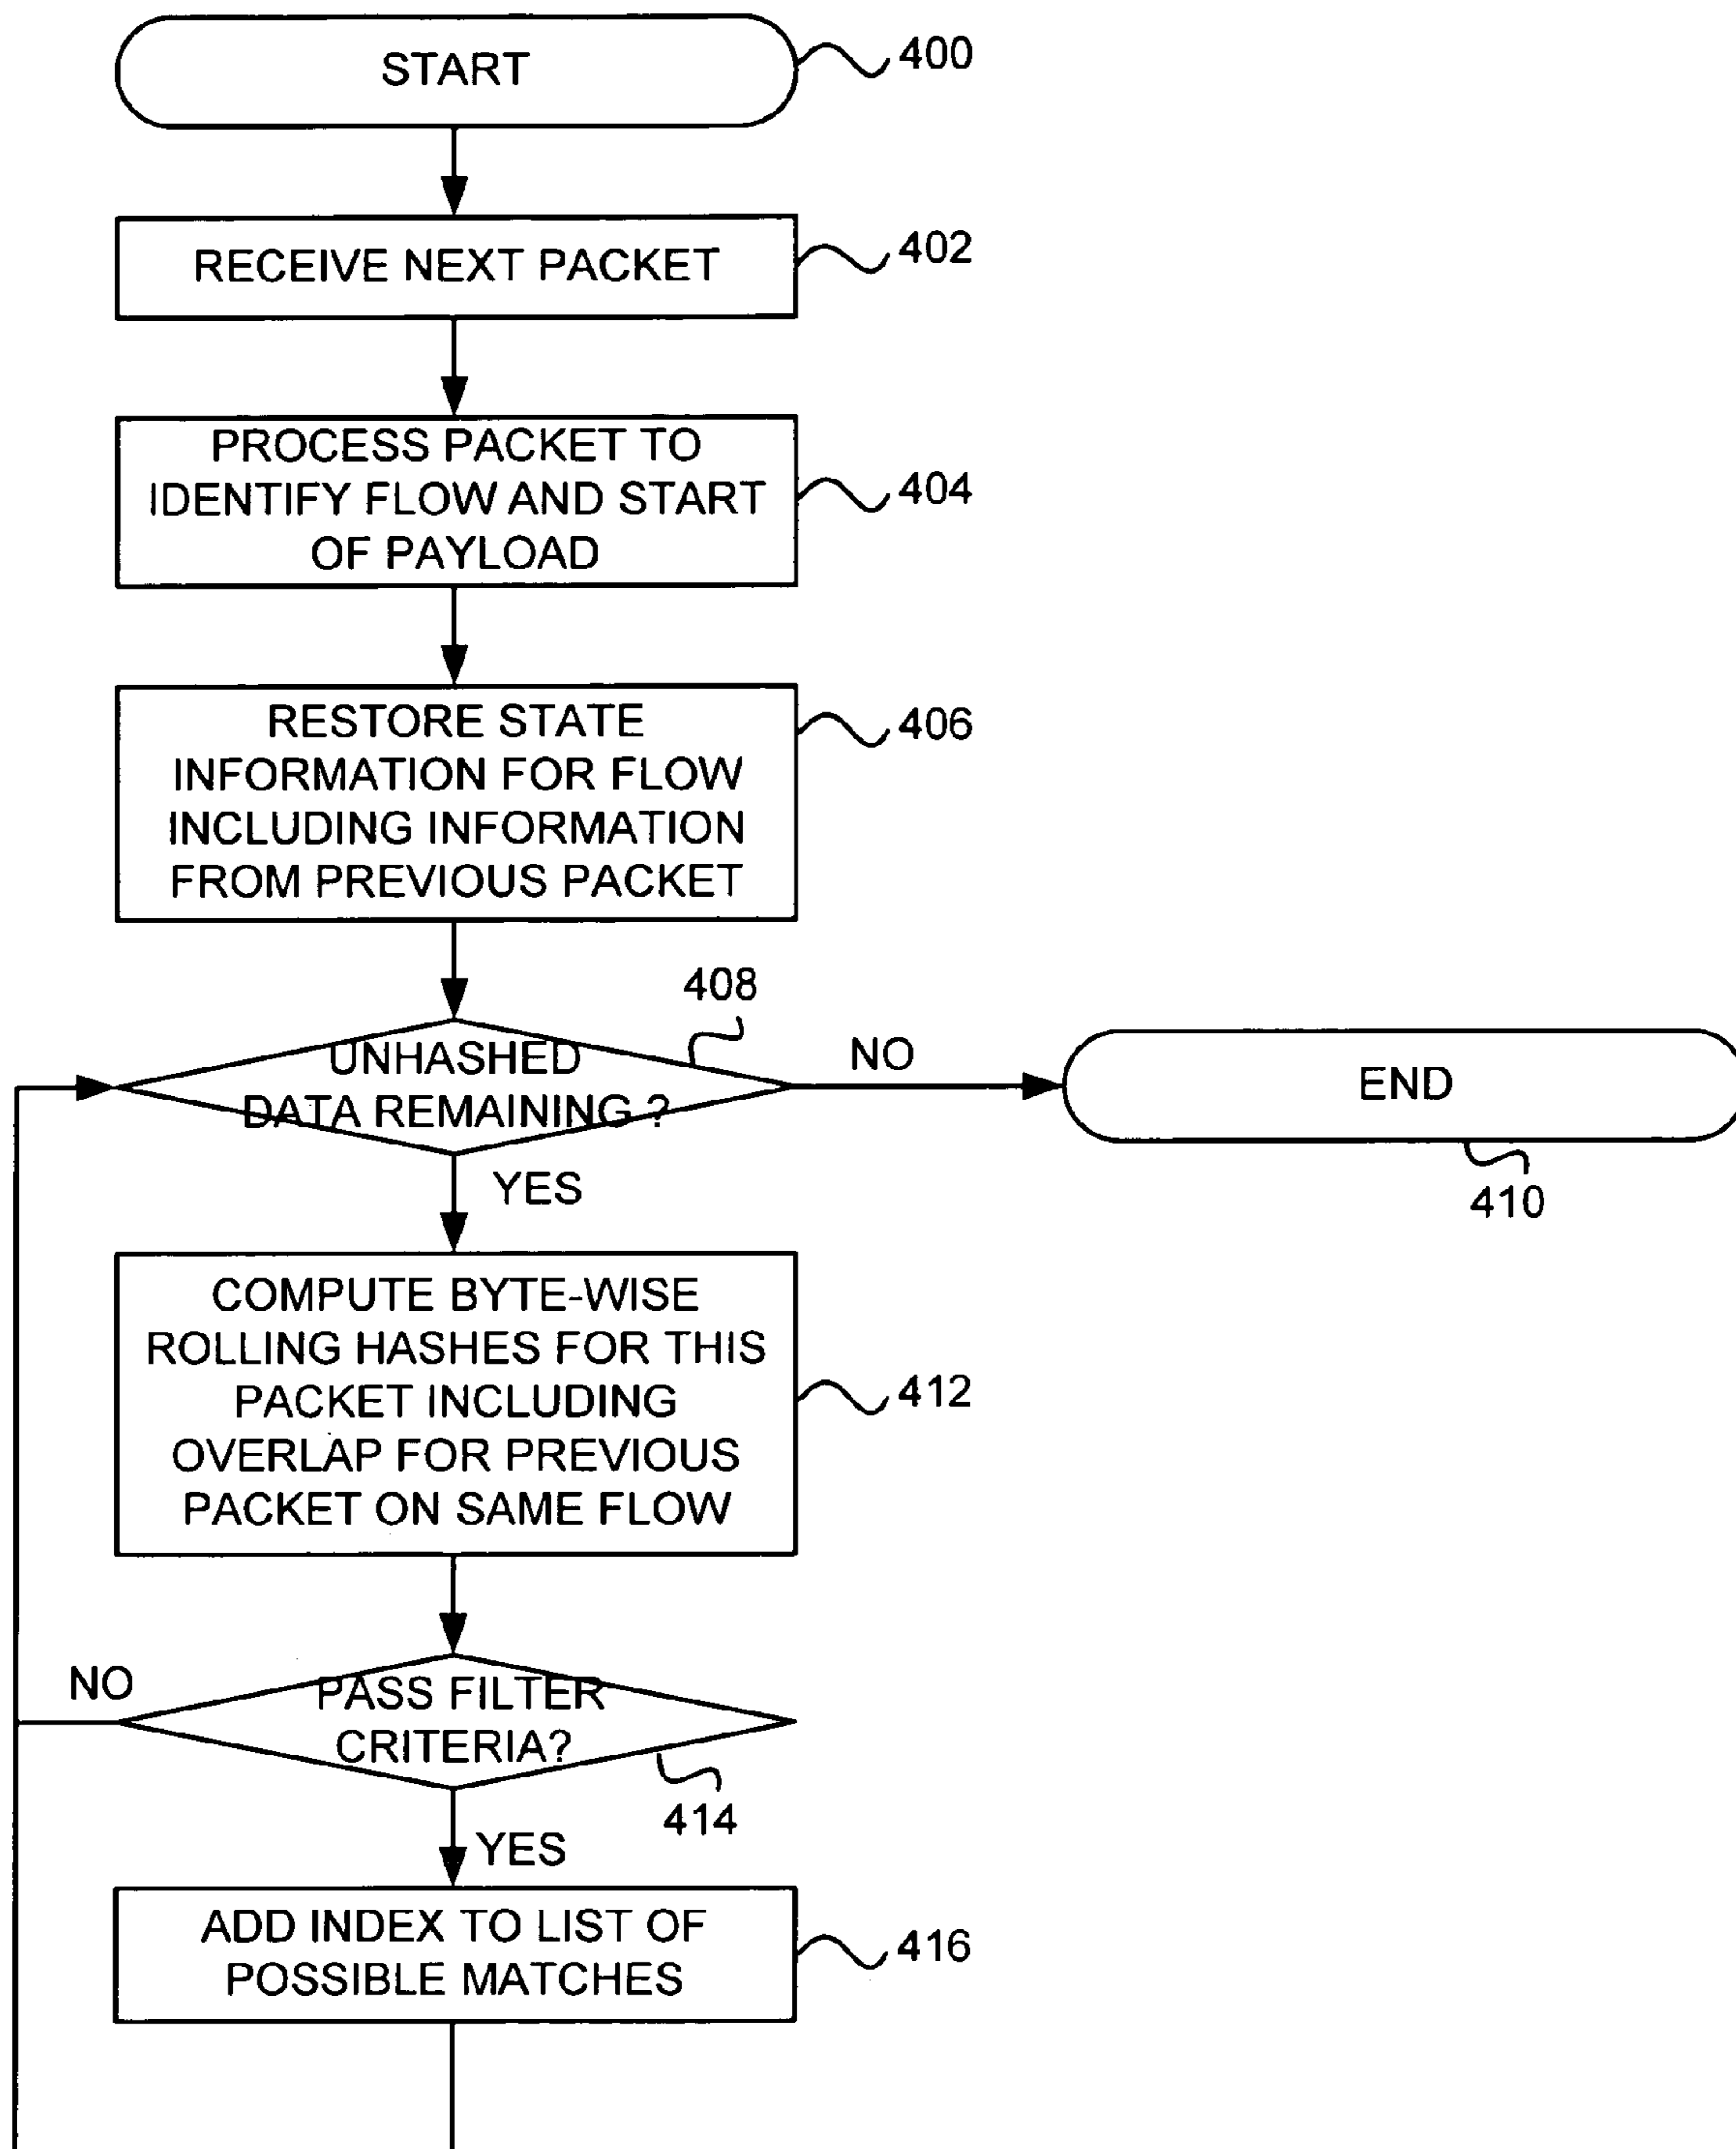 START
400
RECEIVE NEXT PACKET
402
PROCESS PACKET TO
IDENTIFY FLOW AND START
OF PAYLOAD
404
RESTORE STATE
INFORMATION FOR FLOW
INCLUDING INFORMATION
FROM PREVIOUS PACKET
406
408
UNHASHED
DATA REMAINING ?
NO
END
410
YES
COMPUTE BYTE-WISE
ROLLING HASHES FOR THIS
PACKET INCLUDING
OVERLAP FOR PREVIOUS
PACKET ON SAME FLOW
412
NO
PASS FILTER
CRITERIA?
414
YES
ADD INDEX TO LIST OF
POSSIBLE MATCHES
416